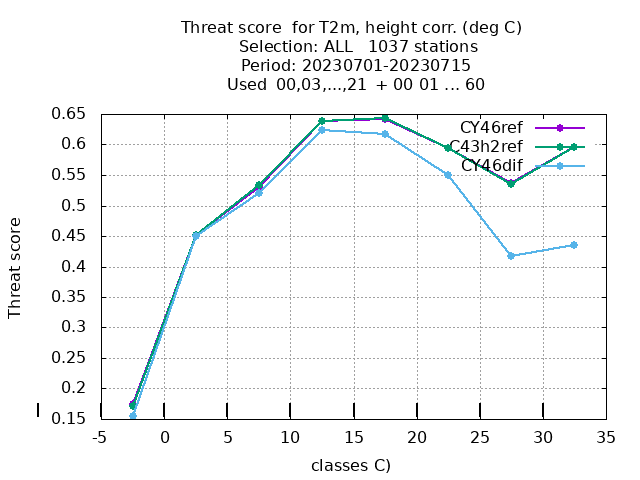 Threat score for T2m, height corr. (deg C)
Selection: ALL 1037 stations
Period: 20230701-20230715
Used 00,03,...,21 + 00 01 ... 60
0.65
0.6
0.55
0.5
0.45
0.4
0.35
0.3
0.25
0.2
0.15
Threat score
CY46ref
C43h2ref
CY46dif
-5 0 5 10 15 20 25 30 35
classes C)